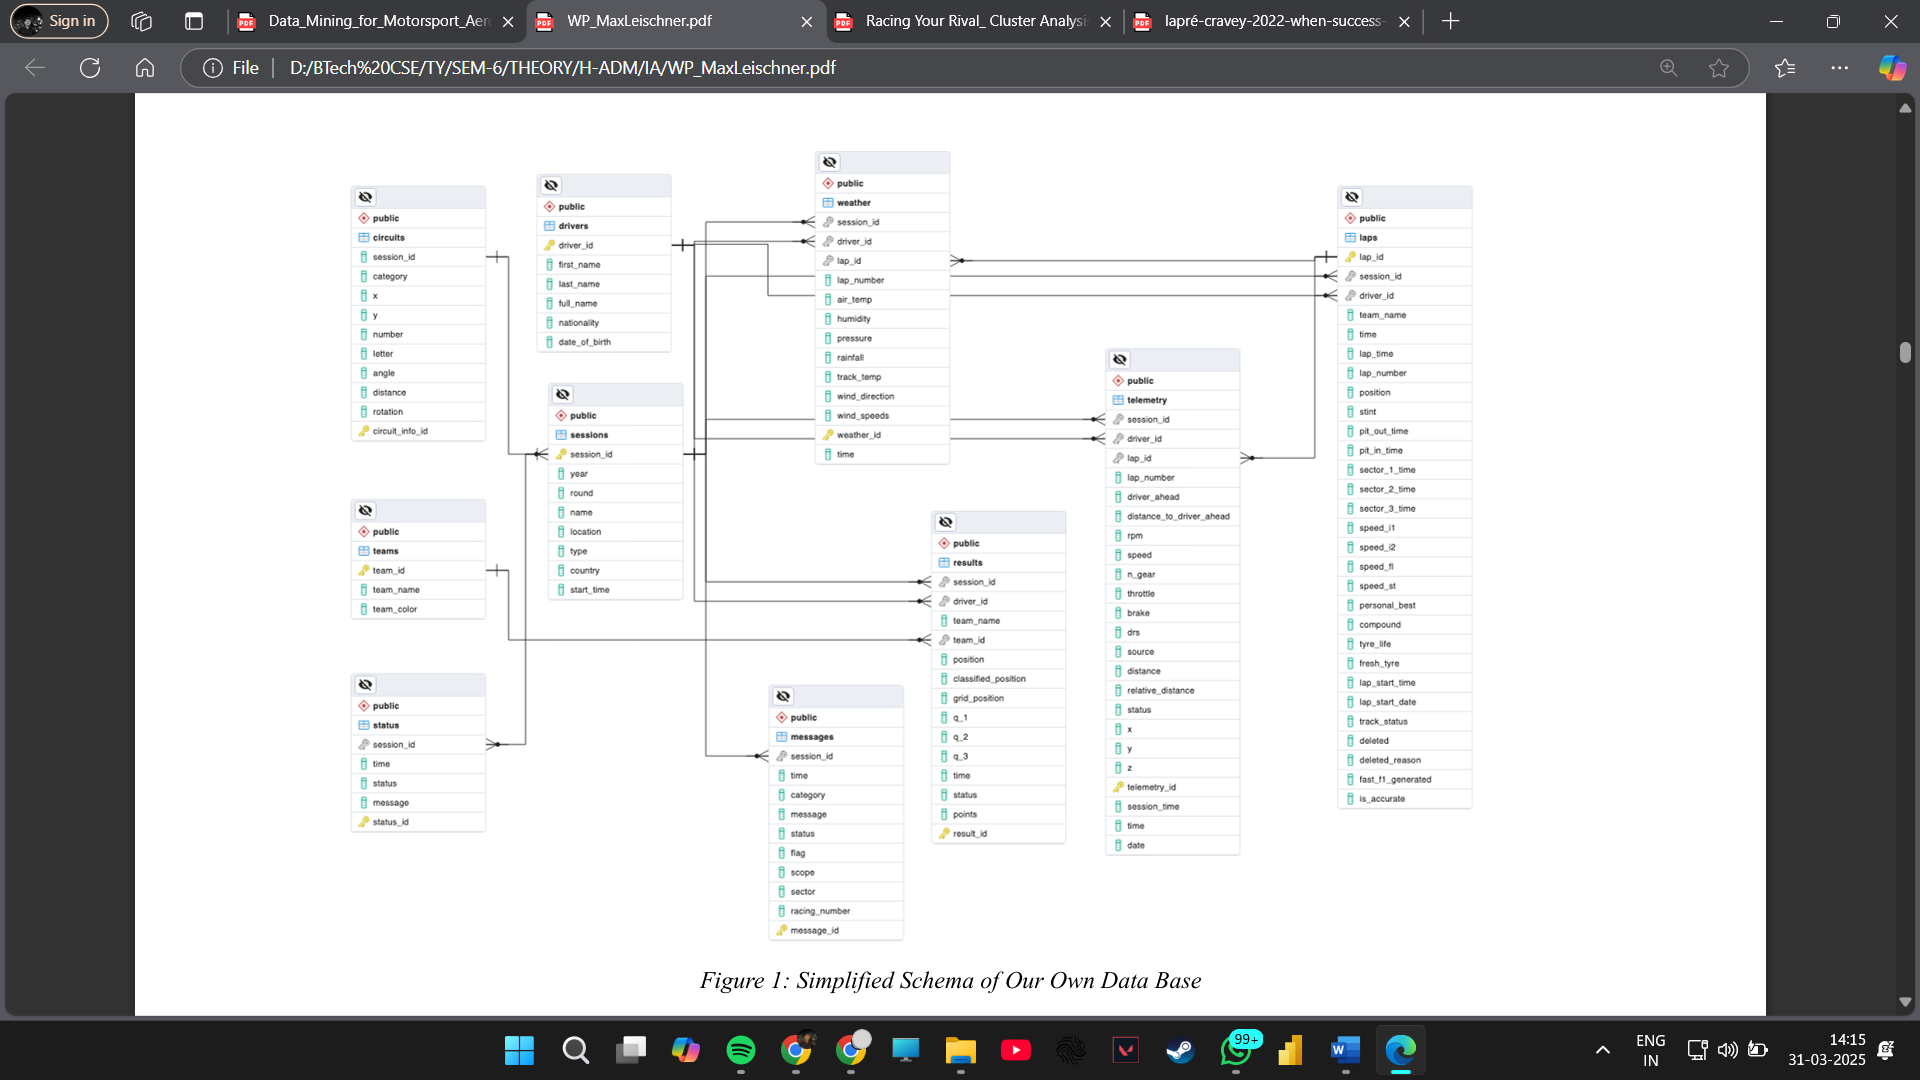 Sign in
Data_Mining_for_Motorsport_Aer
WP_MaxLeischner.pdf
Racing Your Rival_ Cluster Analysi
lapré-cravey-2022-when-success-
File
D:/BTech%20CSE/TY/SEM-6/THEORY/H-ADM/IA/WP_MaxLeischner.pdf
public
circuits
session_id
category
x
y
number
letter
angle
distance
rotation
circuit_info_id
public
teams
team_id
team_name
team_color
public
status
session_id
time
status
message
status_id
public
drivers
driver_id
first_name
last_name
full_name
nationality
date_of_birth
public
sessions
session_id
year
round
name
location
type
country
start_time
public
weather
session_id
driver_id
lap_id
lap_number
air_temp
humidity
pressure
rainfall
track_temp
wind_direction
wind_speeds
weather_id
time
public
messages
session_id
time
category
message
status
flag
scope
sector
racing_number
message_id
public
results
session_id
driver_id
team_name
team_id
position
classified_position
grid_position
q_1
q_2
q_3
time
status
points
result_id
public
telemetry
session_id
driver_id
lap_id
lap_number
driver_ahead
distance_to_driver_ahead
rpm
speed
n_gear
throttle
brake
drs
source
distance
relative_distance
status
x
y
z
telemetry_id
session_time
time
date
public
laps
lap_id
session_id
driver_id
team_name
time
lap_time
lap_number
position
stint
pit_out_time
pit_in_time
sector_1_time
sector_2_time
sector_3_time
speed_i1
speed_i2
speed_fl
speed_st
personal_best
compound
tyre_life
fresh_tyre
lap_start_time
lap_start_date
track_status
deleted
deleted_reason
fast_f1_generated
is_accurate
Figure 1: Simplified Schema of Our Own Data Base
99+
ENG
IN
14:15
31-03-2025